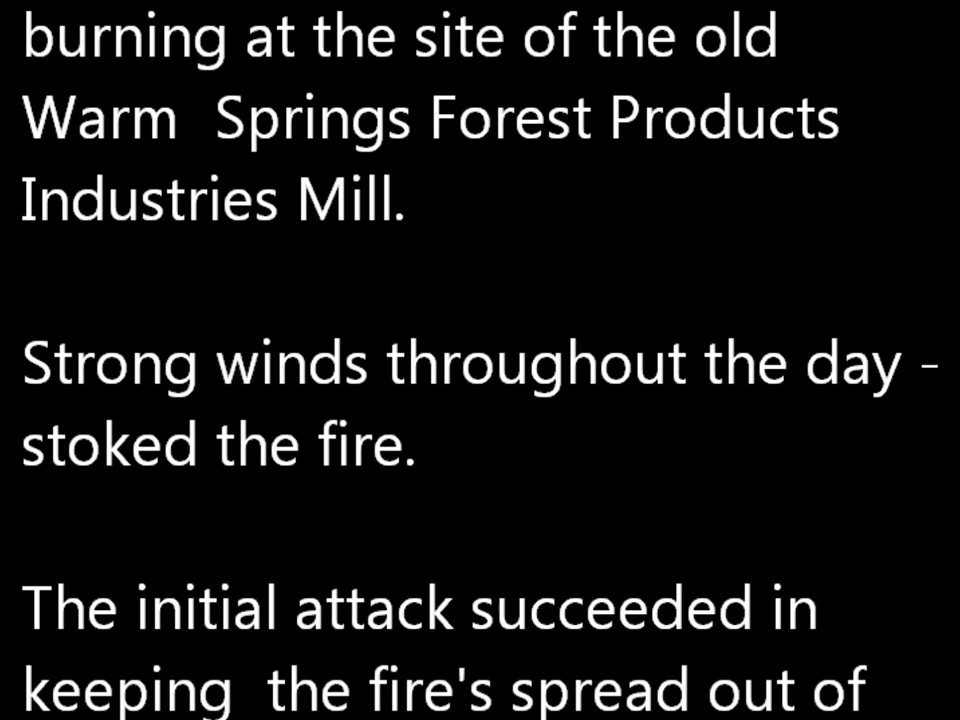 burning at the site of the old
Warm  Springs Forest Products
Industries Mill.
Strong winds throughout the day -
stoked the fire.
The initial attack succeeded in
keeping  the fire's spread out of